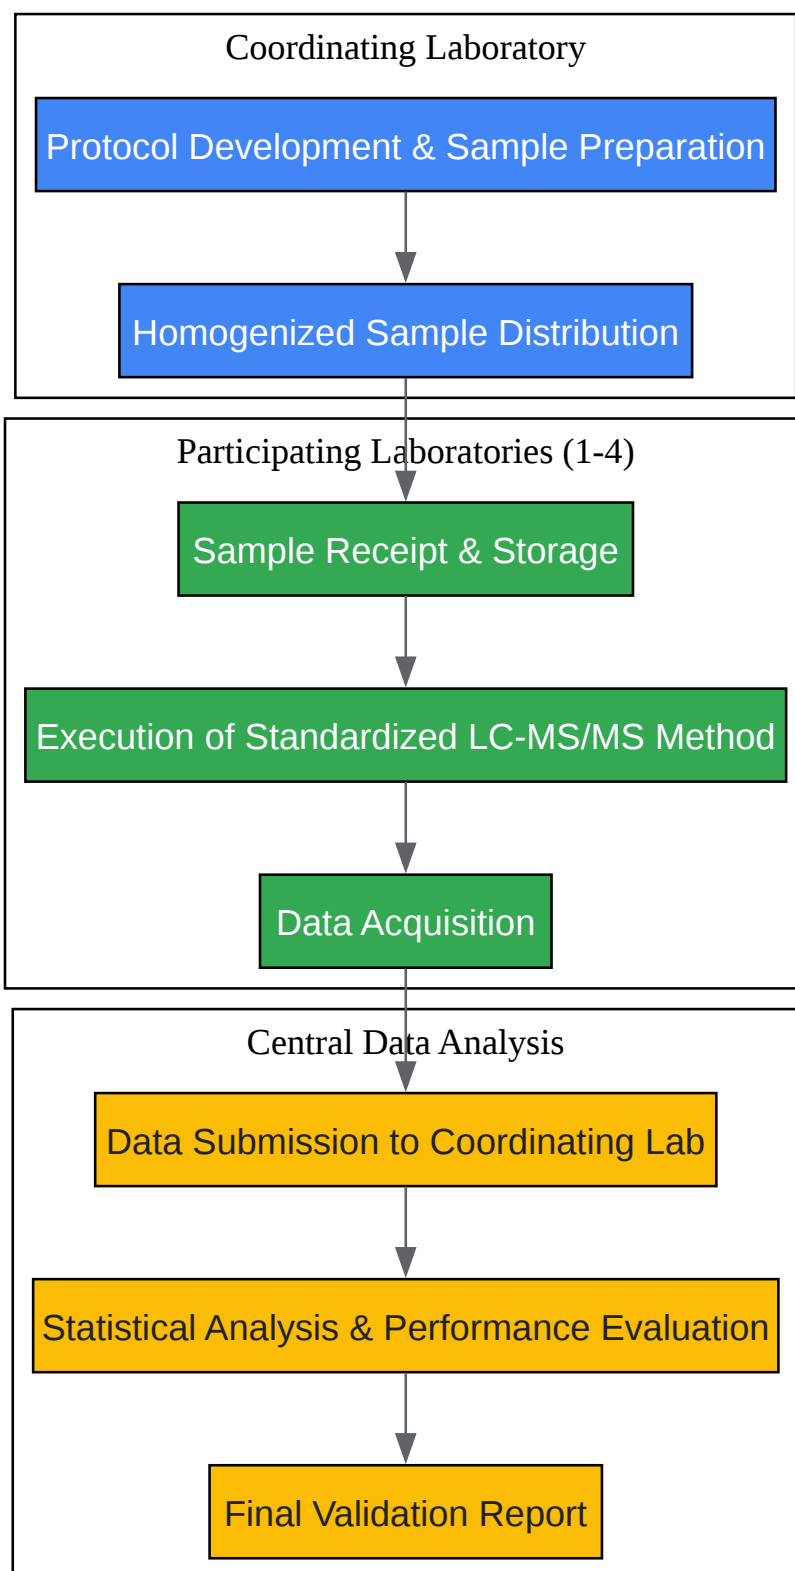 Coordinating Laboratory
Protocol Development & Sample Preparation
Homogenized Sample Distribution
Participating Laboratories (1-4)
Sample Receipt & Storage
Execution of Standardized LC-MS/MS Method
Data Acquisition
Central Data Analysis
Data Submission to Coordinating Lab
Statistical Analysis & Performance Evaluation
Final Validation Report